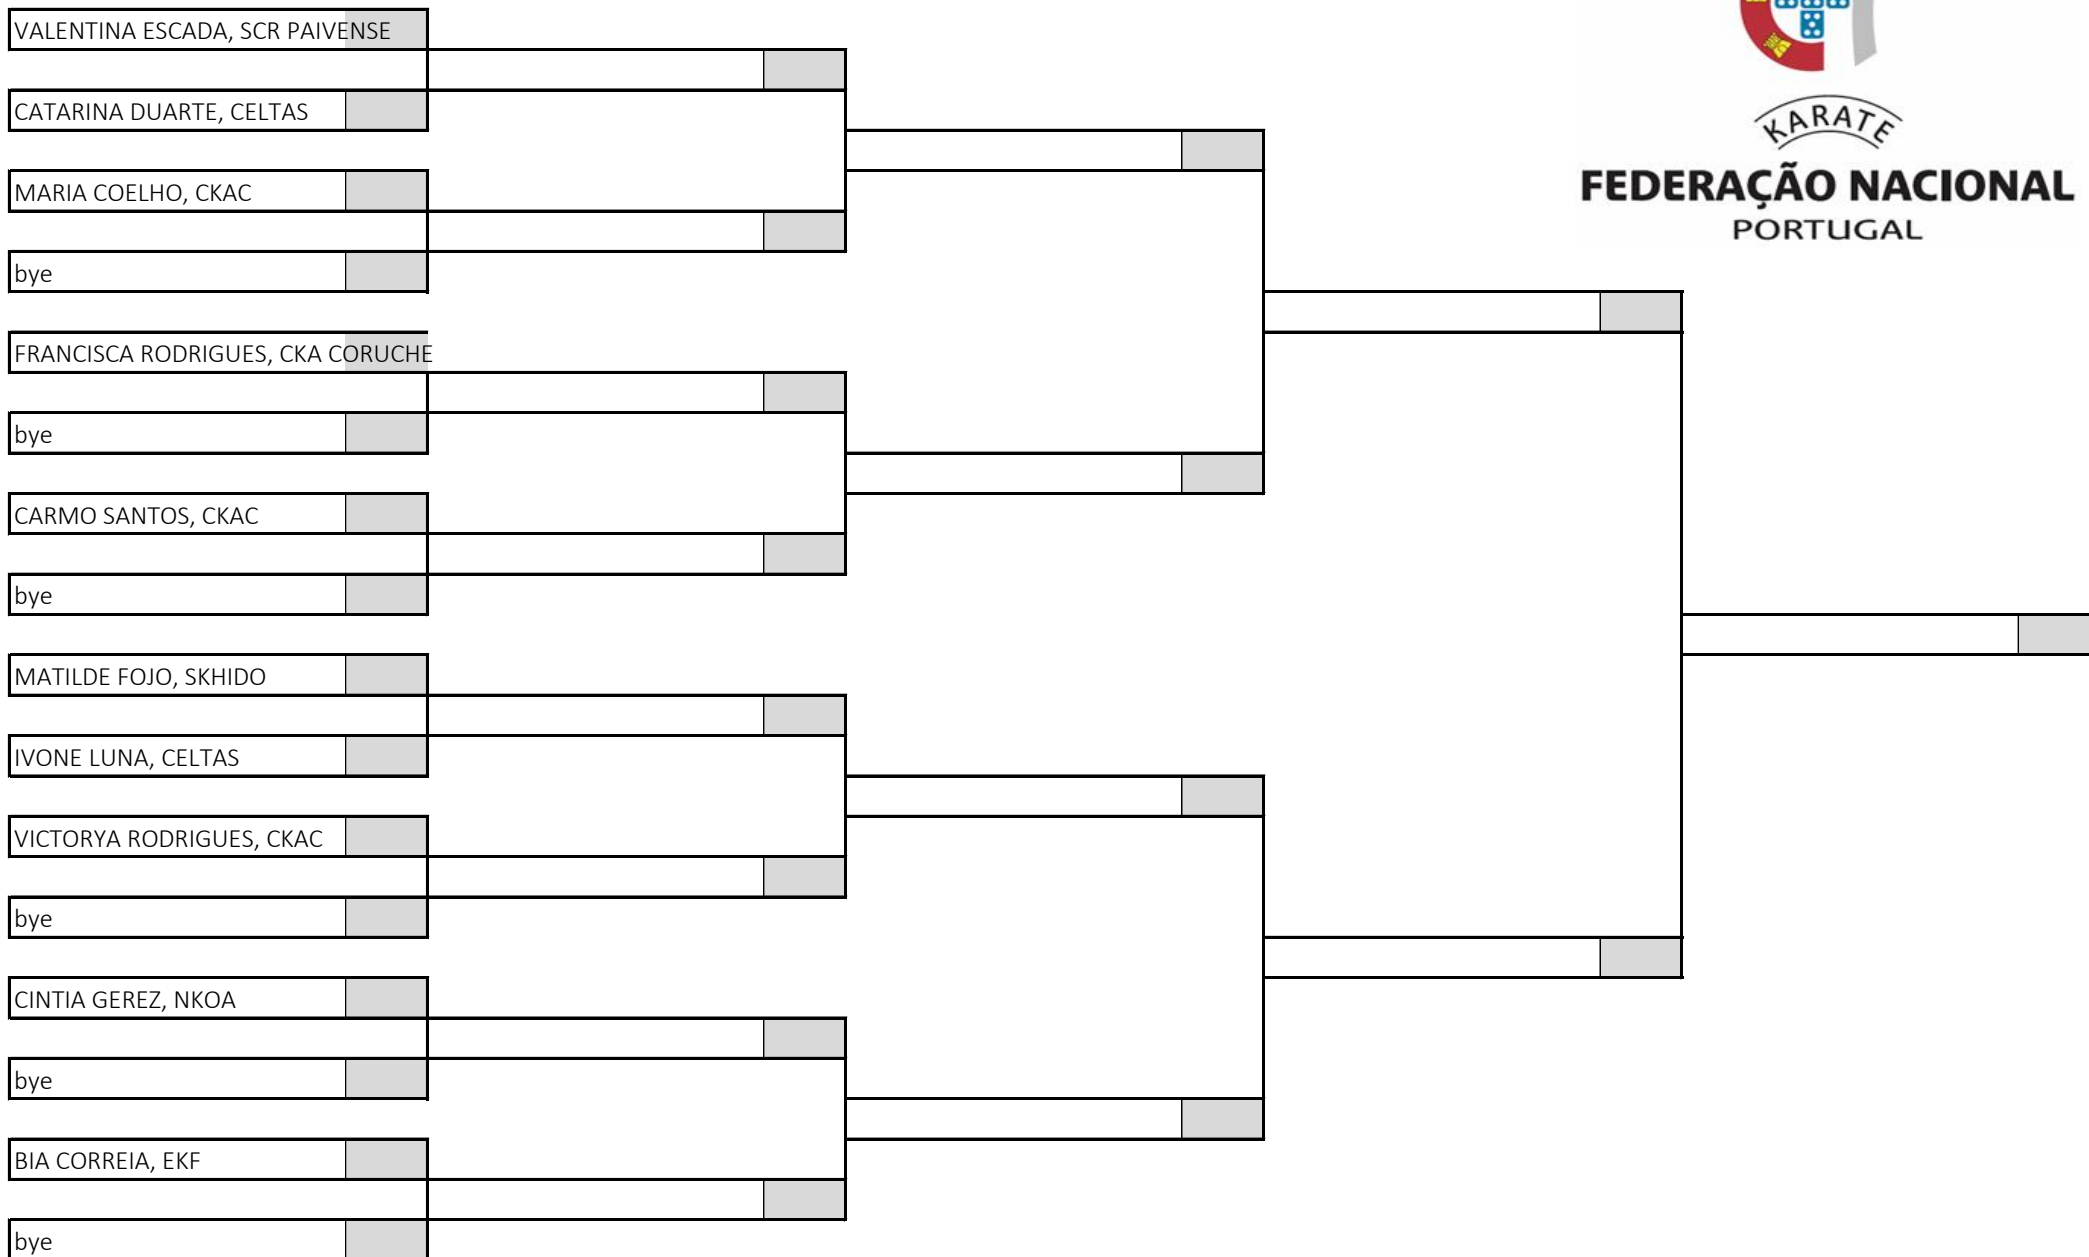 VALENTINA ESCADA, SCR PAIVENSE
CATARINA DUARTE, CELTAS
MARIA COELHO, CKAC
bye
FRANCISCA RODRIGUES, CKA CORUCHE
bye
CARMO SANTOS, CKAC
bye
MATILDE FOJO, SKHIDO
IVONE LUNA, CELTAS
VICTORYA RODRIGUES, CKAC
bye
CINTIA GEREZ, NKOA
bye
BIA CORREIA, EKF
bye
KARATE
FEDERAÇÃO NACIONAL
PORTUGAL